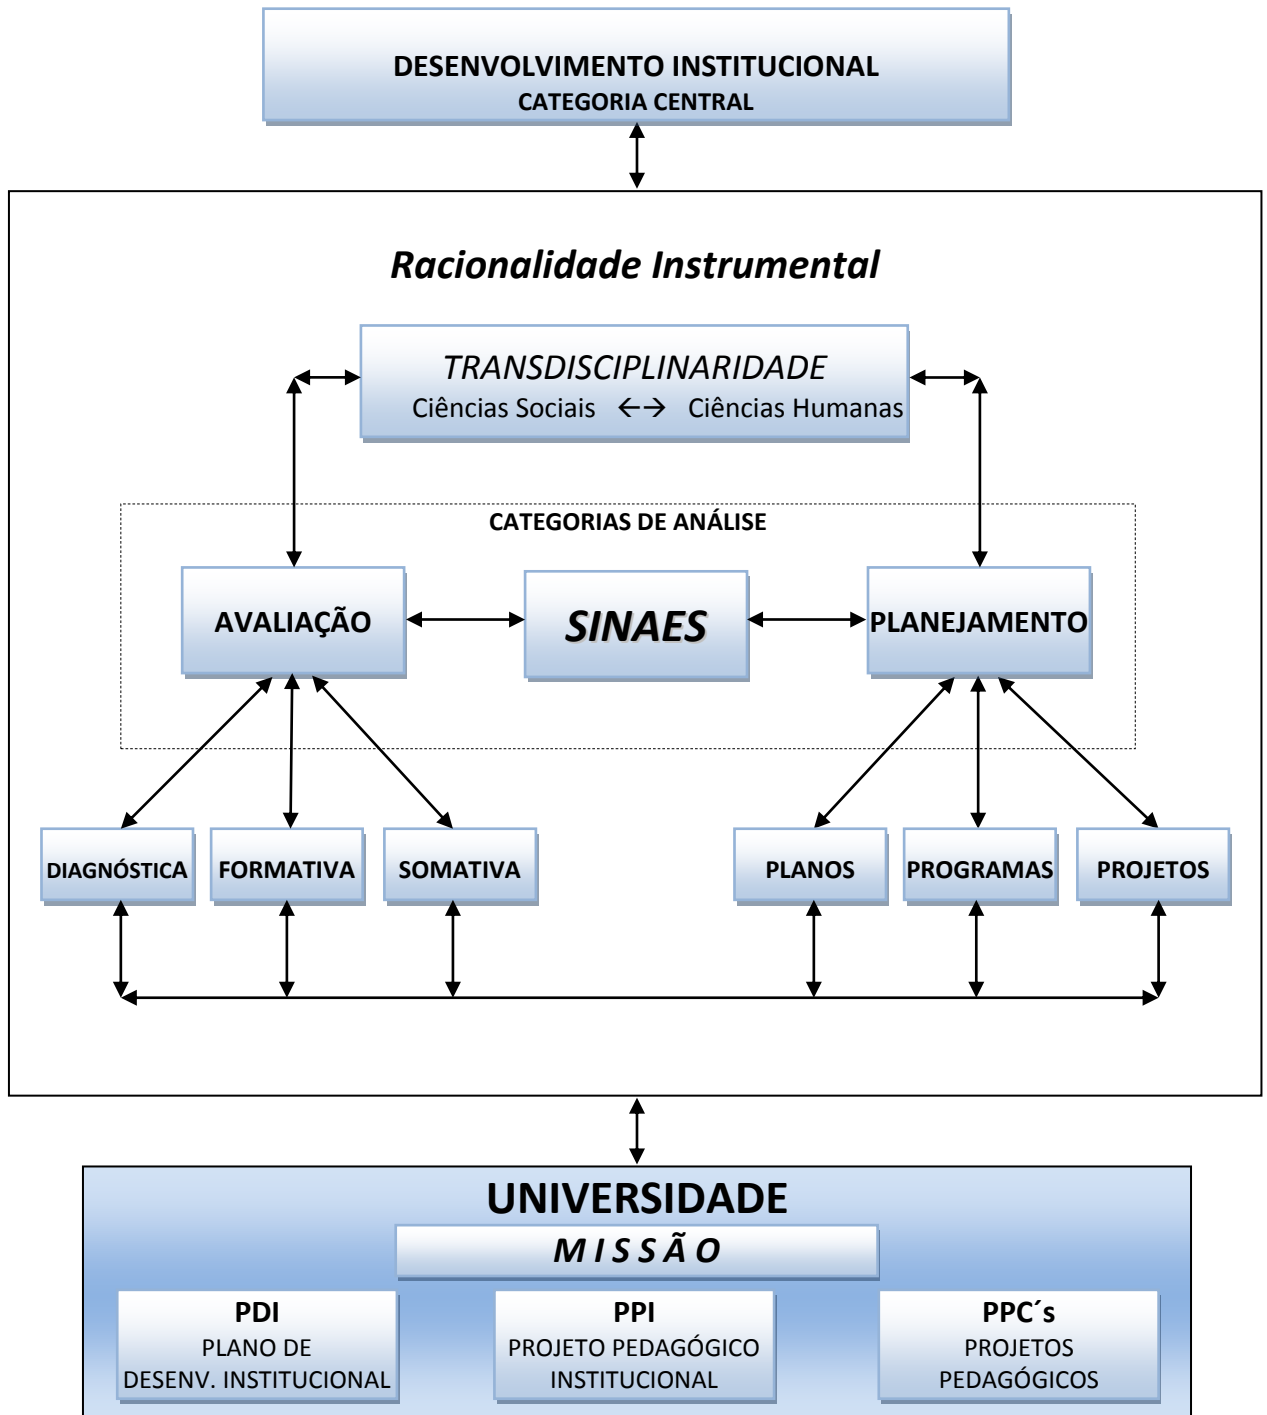 DESENVOLVIMENTO INSTITUCIONAL
CATEGORIA CENTRAL
Racionalidade Instrumental
TRANSDISCIPLINARIDADE
Ciências Sociais ←→ Ciências Humanas
CATEGORIAS DE ANÁLISE
AVALIAÇÃO
SINAES
PLANEJAMENTO
DIAGNÓSTICA
FORMATIVA
SOMATIVA
PLANOS
PROGRAMAS
PROJETOS
UNIVERSIDADE
M I S S Ã O
PDI
PLANO DE
DESENV. INSTITUCIONAL
PPI
PROJETO PEDAGÓGICO
INSTITUCIONAL
PPC´s
PROJETOS
PEDAGÓGICOS